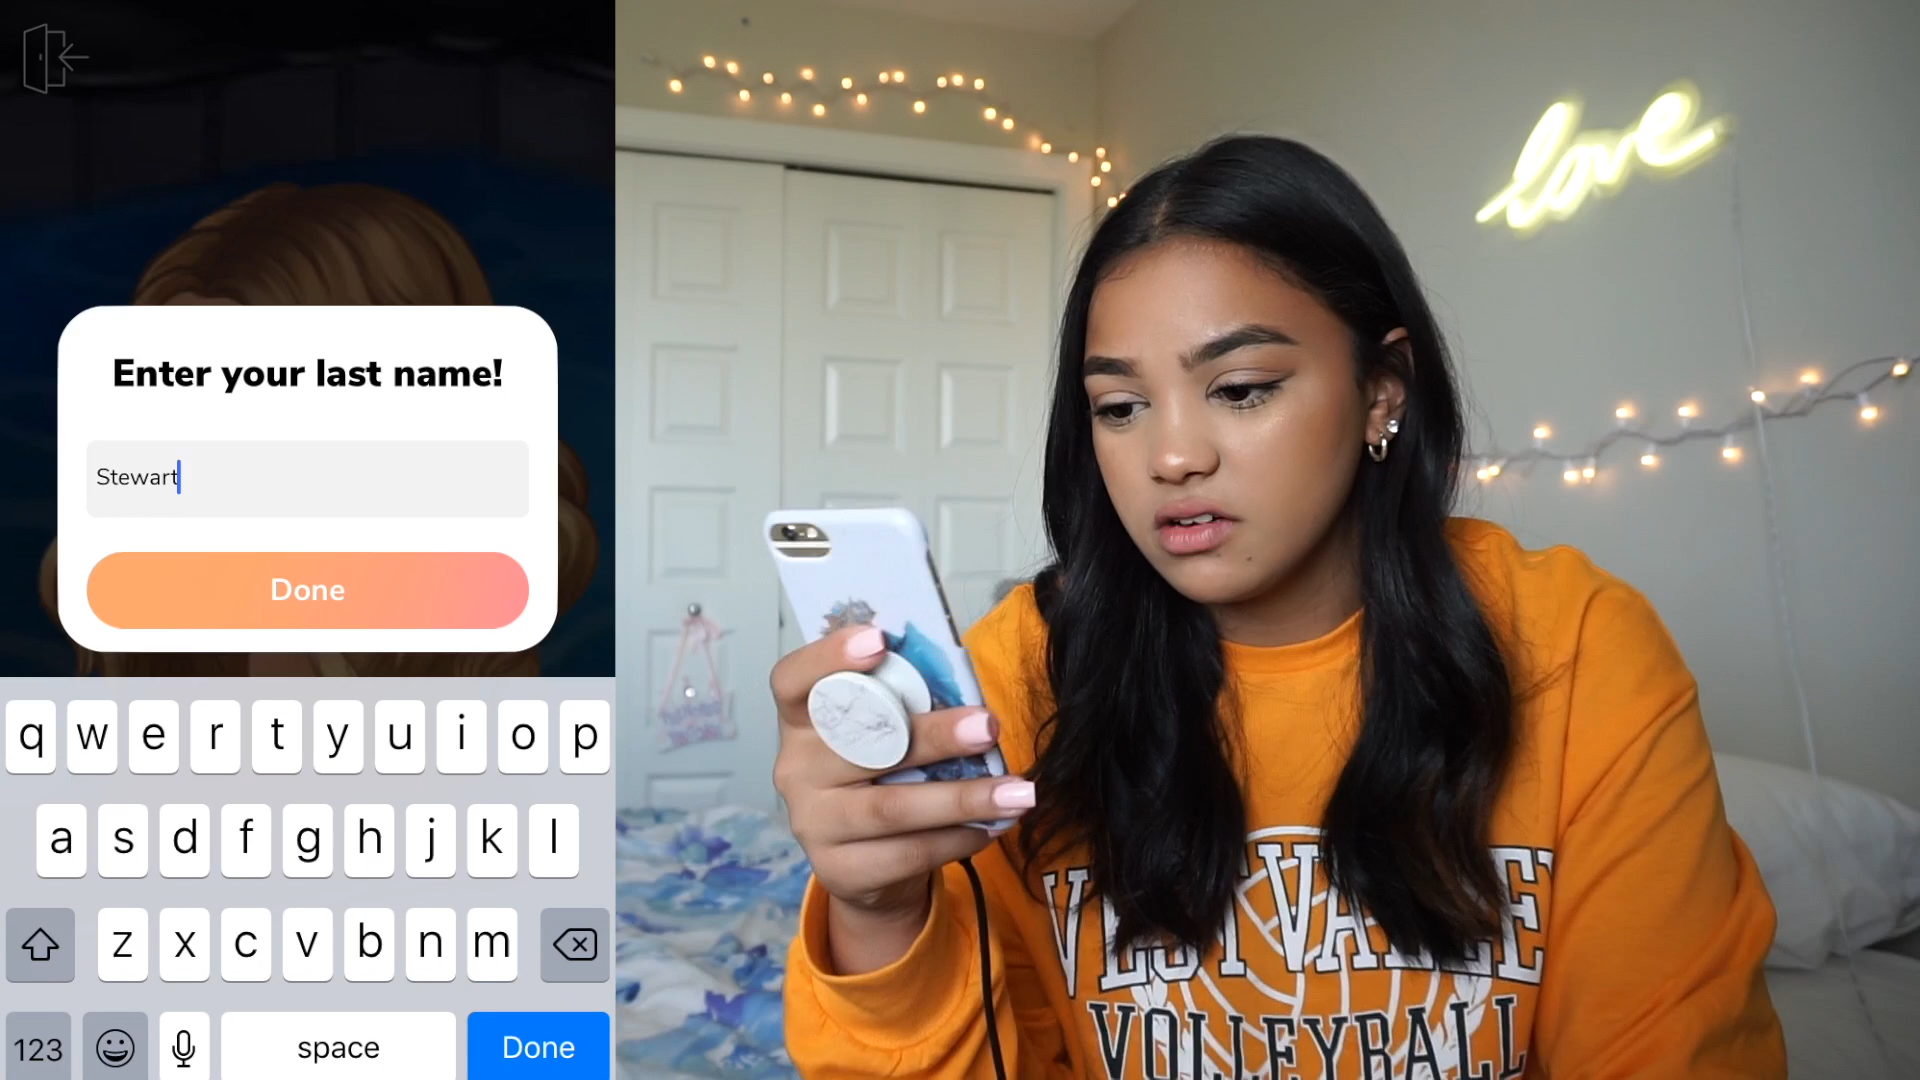 Enter your last name!
Stewart
Done
q w e r t y u i o p
a s d f g h j k l
z x c v b n m
123 space Done
love
VOLLEYBALL